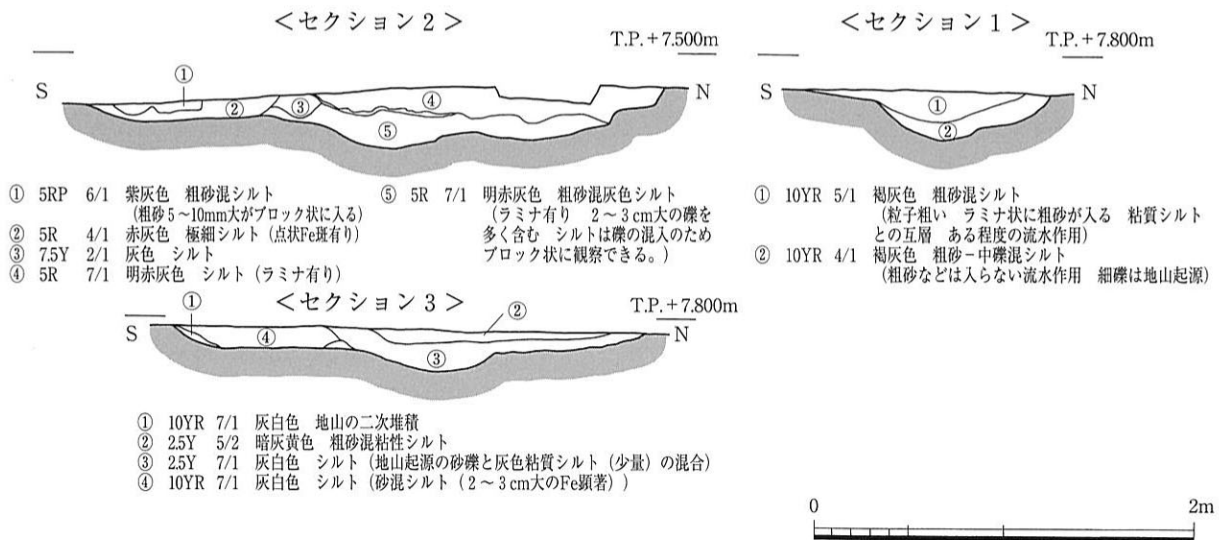 ＜セクション２＞
T.P.＋7.500m
S
N
①
②
③
④
⑤
① 5RP 6/1 紫灰色 粗砂混シルト
（粗砂５～10mm大がブロック状に入る）
② 5R 4/1 赤灰色 極細シルト（点状Fe斑有り）
③ 7.5Y 2/1 灰色 シルト
④ 5R 7/1 明赤灰色 シルト（ラミナ有り）
⑤ 5R 7/1 明赤灰色 粗砂混灰色シルト
（ラミナ有り ２～３cm大の礫を
多く含む シルトは礫の混入のため
ブロック状に観察できる。）
＜セクション１＞
T.P.＋7.800m
S
N
①
②
① 10YR 5/1 褐灰色 粗砂混シルト
（粒子粗い ラミナ状に粗砂が入る 粘質シルト
との互層 ある程度の流水作用）
② 10YR 4/1 褐灰色 粗砂－中礫混シルト
（粗砂などは入らない流水作用 細礫は地山起源）
＜セクション３＞
T.P.＋7.800m
S
N
①
②
③
④
① 10YR 7/1 灰白色 地山の二次堆積
② 2.5Y 5/2 暗灰黄色 粗砂混粘性シルト
③ 2.5Y 7/1 灰白色 シルト（地山起源の砂礫と灰色粘質シルト（少量）の混合）
④ 10YR 7/1 灰白色 シルト（砂混シルト（２～３cm大のFe顕著））
0
2m